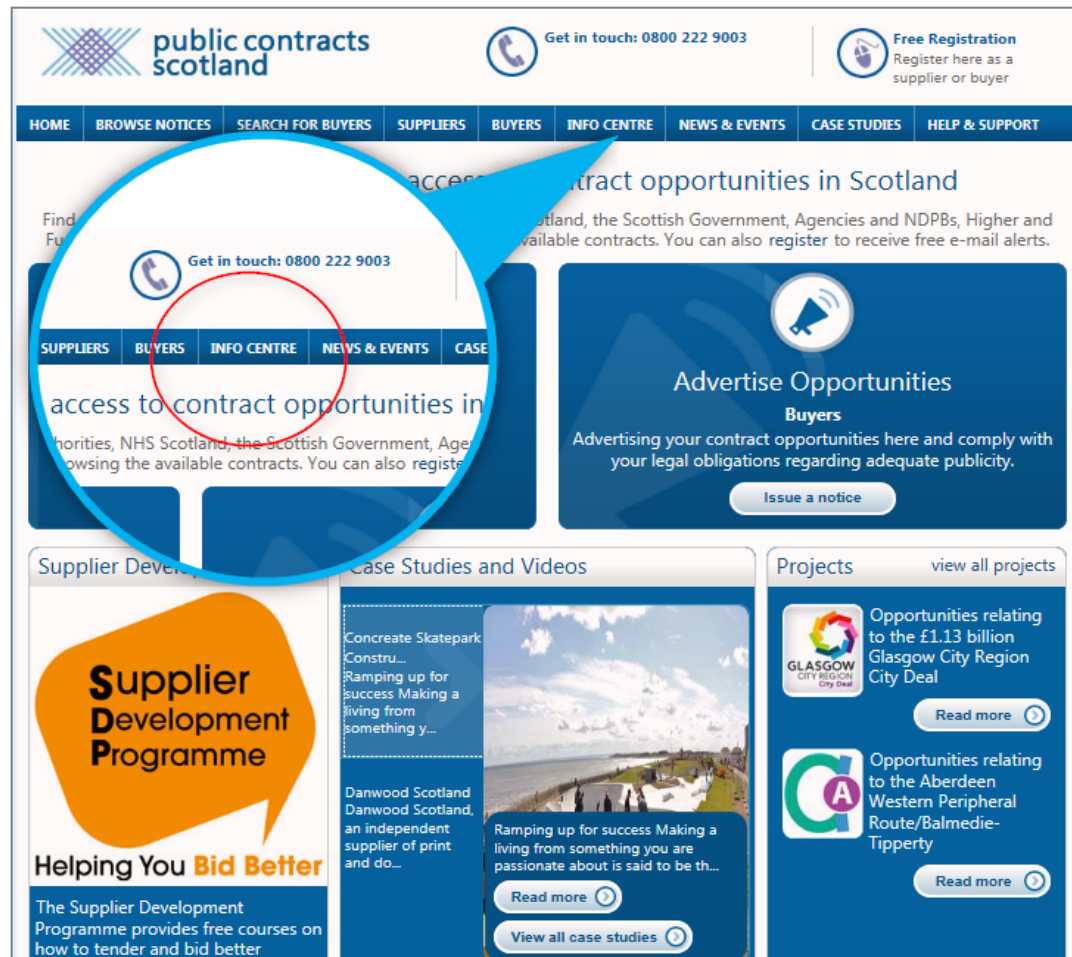 public contracts
scotland
Get in touch: 0800 222 9003
Free Registration
Register here as a
supplier or buyer
HOME BROWSE NOTICES SEARCH FOR BUYERS SUPPLIERS BUYERS INFO CENTRE NEWS & EVENTS CASE STUDIES HELP & SUPPORT
opportunities in Scotland
Find
the Scottish Government, Agencies and NDPBs, Higher and
contracts. You can also register to receive free e-mail alerts.
Get in touch: 0800 222 9003
SUPPLIERS BUYERS INFO CENTRE NEWS & EVENTS
access to contract opportunities in
NHS Scotland, the Scottish Government,
the available contracts. You can also
Advertise Opportunities
Buyers
Advertising your contract opportunities here and comply with
your legal obligations regarding adequate publicity.
Issue a notice
Supplier
Supplier
Development
Programme
Helping You Bid Better
The Supplier Development
Programme provides free courses on
how to tender and bid better
Case Studies and Videos
Concreate Skatepark
Constru...
Ramping up for
success Making a
living from
something y...
Danwood Scotland
Danwood Scotland,
an independent
supplier of print
and do...
Ramping up for success Making a
living from something you are
passionate about is said to be th...
Read more
View all case studies
Projects view all projects
GLASGOW
CITY REGION
City Deal
Opportunities relating
to the £1.13 billion
Glasgow City Region
City Deal
Read more
CA
Opportunities relating
to the Aberdeen
Western Peripheral
Route/Balmedie-
Tipperty
Read more